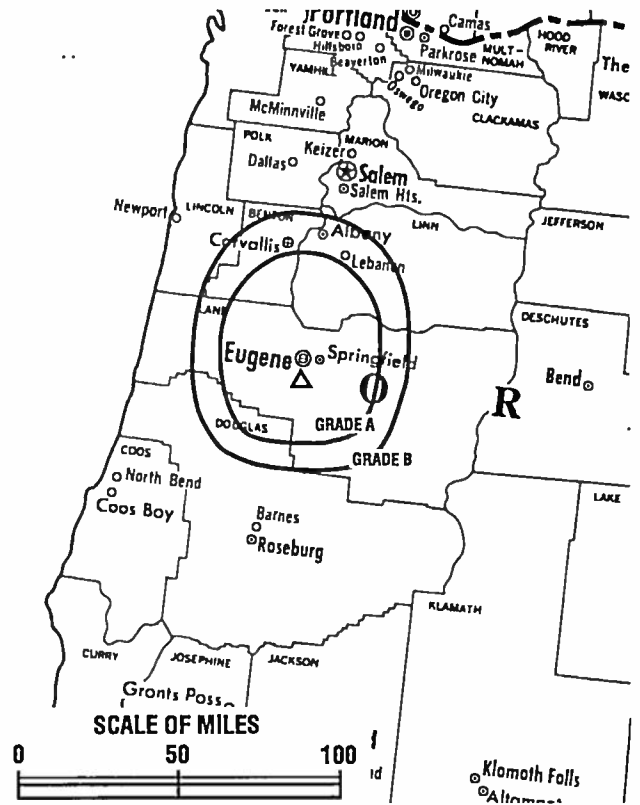 Portland
Camas
Forest Grove
Hillsboro
Parkrose
MULT-
NOMAH
HOOD
RIVER
Beaverton
The
YAMHILL
Milwaukie
Oswego
Oregon City
WASC
McMinnville
CLACKAMAS
POLK
MARION
Keizer
Dallas
Salem
Salem Hts.
Newport
LINCOLN
BENTON
LINN
JEFFERSON
Albany
Corvallis
Lebanon
LANE
DESCHUTES
Eugene
Springfield
Bend
O
R
DOUGLAS
GRADE A
GRADE B
COOS
North Bend
LAKE
Coos Bay
Barnes
Roseburg
KLAMATH
CURRY
JOSEPHINE
JACKSON
Grants Pass
SCALE OF MILES
0 50 100
Klamath Falls